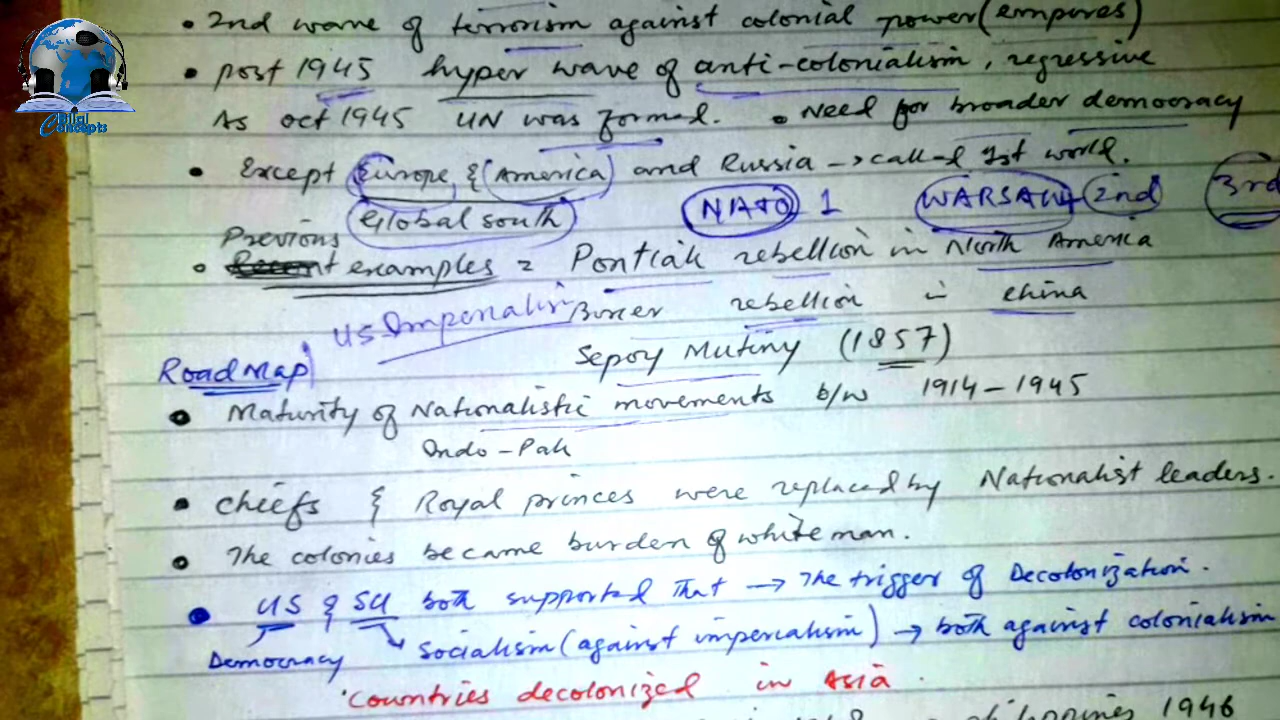 Bilal
Concepts
• 2nd wave of terrorism against colonial power (empires)
• post 1945 hyper wave of anti-colonialism, regressive
As oct 1945 UN was formed. • Need for broader democracy
• Except Europe, & (America) and Russia → called 1st world.
Global south NATO 1 WARSAW 2nd 3rd
Previous
• examples = Pontiak rebellion in North America
US Imperialism Boxer rebellion in china
Sepoy Mutiny (1857)
Road Map
• Maturity of Nationalistic movements b/w 1914-1945
Indo-Pak
• chiefs & Royal princes were replaced by Nationalist leaders.
• The colonies became burden of white man.
• US & SU both supported that → The trigger of Decolonization.
Democracy Socialism (against imperialism) → both against colonialism
Countries decolonized in Asia.
1946